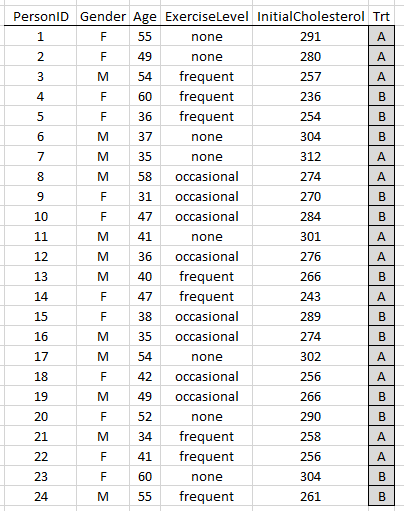 PersonID Gender Age ExerciseLevel InitialCholesterol Trt
1 F 55 none 291 A
2 F 49 none 280 A
3 M 54 frequent 257 A
4 F 60 frequent 236 B
5 F 36 frequent 254 B
6 M 37 none 304 B
7 M 35 none 312 A
8 M 58 occasional 274 A
9 F 31 occasional 270 B
10 F 47 occasional 284 B
11 M 41 none 301 A
12 M 36 occasional 276 A
13 M 40 frequent 266 B
14 F 47 frequent 243 A
15 F 38 occasional 289 B
16 M 35 occasional 274 B
17 M 54 none 302 A
18 F 42 occasional 256 A
19 M 49 occasional 266 B
20 F 52 none 290 B
21 M 34 frequent 258 A
22 F 41 frequent 256 A
23 F 60 none 304 B
24 M 55 frequent 261 B